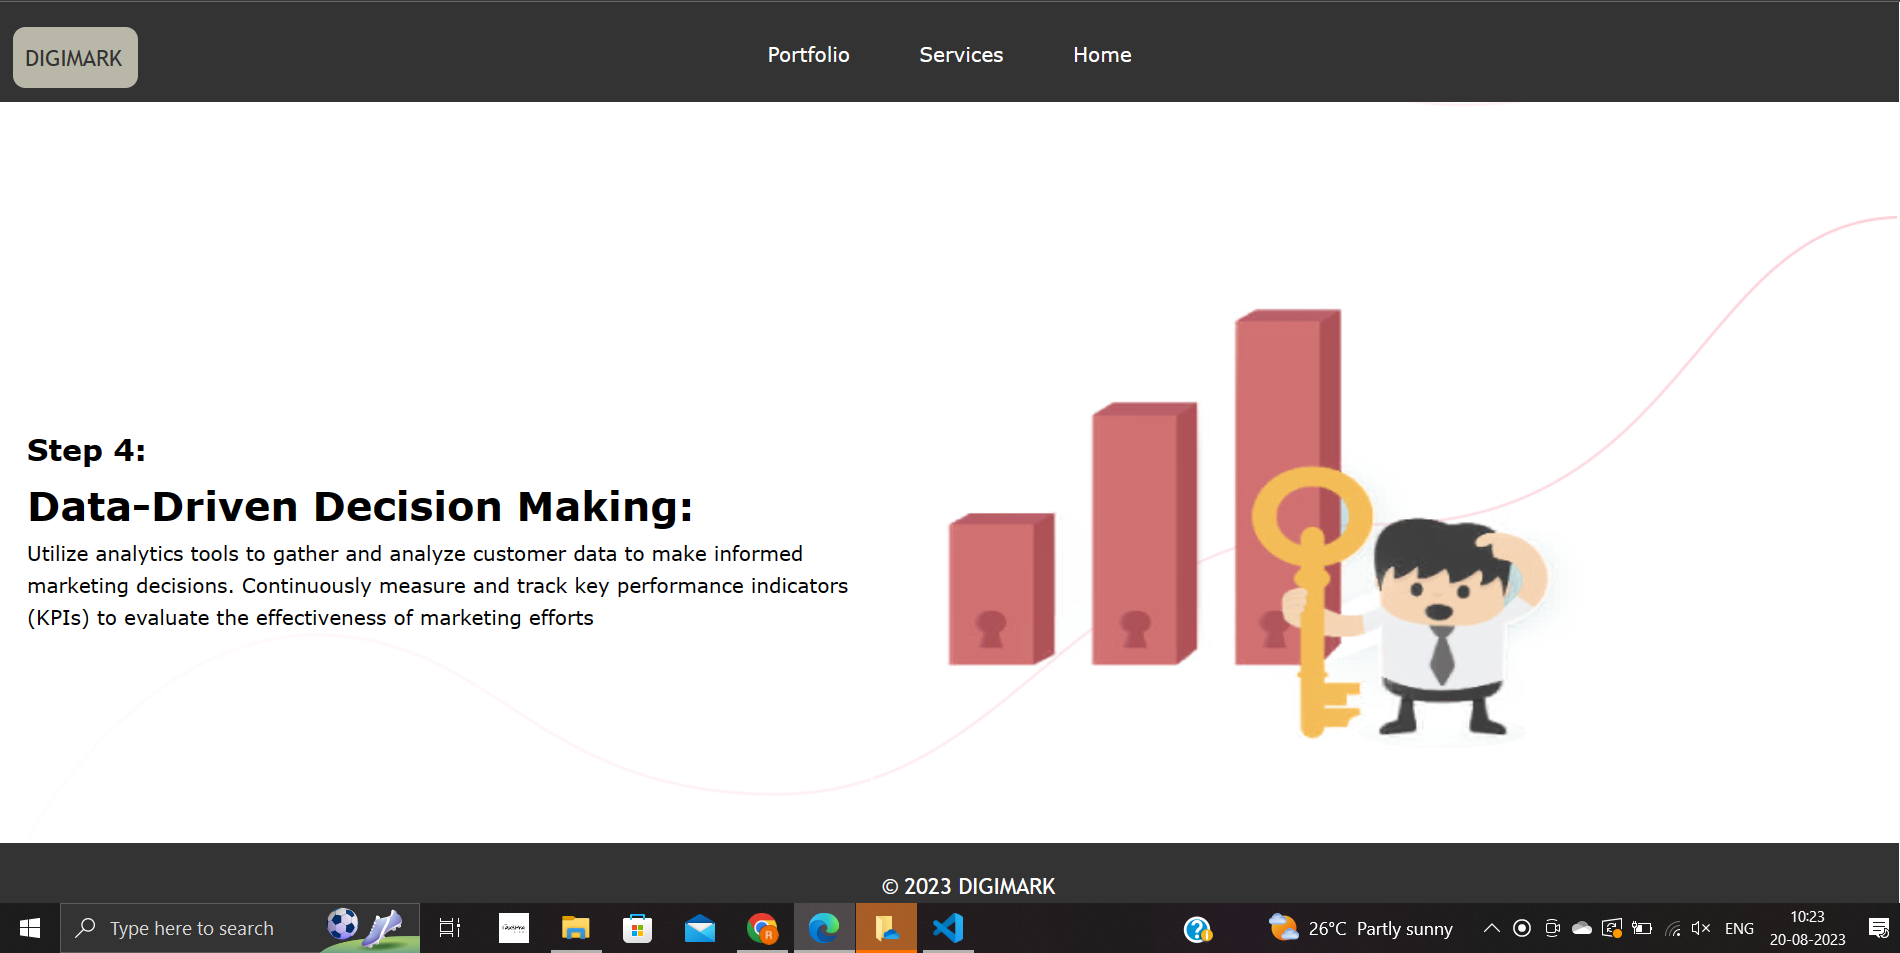 DIGIMARK
Portfolio Services Home
Step 4:
Data-Driven Decision Making:
Utilize analytics tools to gather and analyze customer data to make informed
marketing decisions. Continuously measure and track key performance indicators
(KPIs) to evaluate the effectiveness of marketing efforts
© 2023 DIGIMARK
Type here to search
26°C Partly sunny
ENG
10:23
20-08-2023